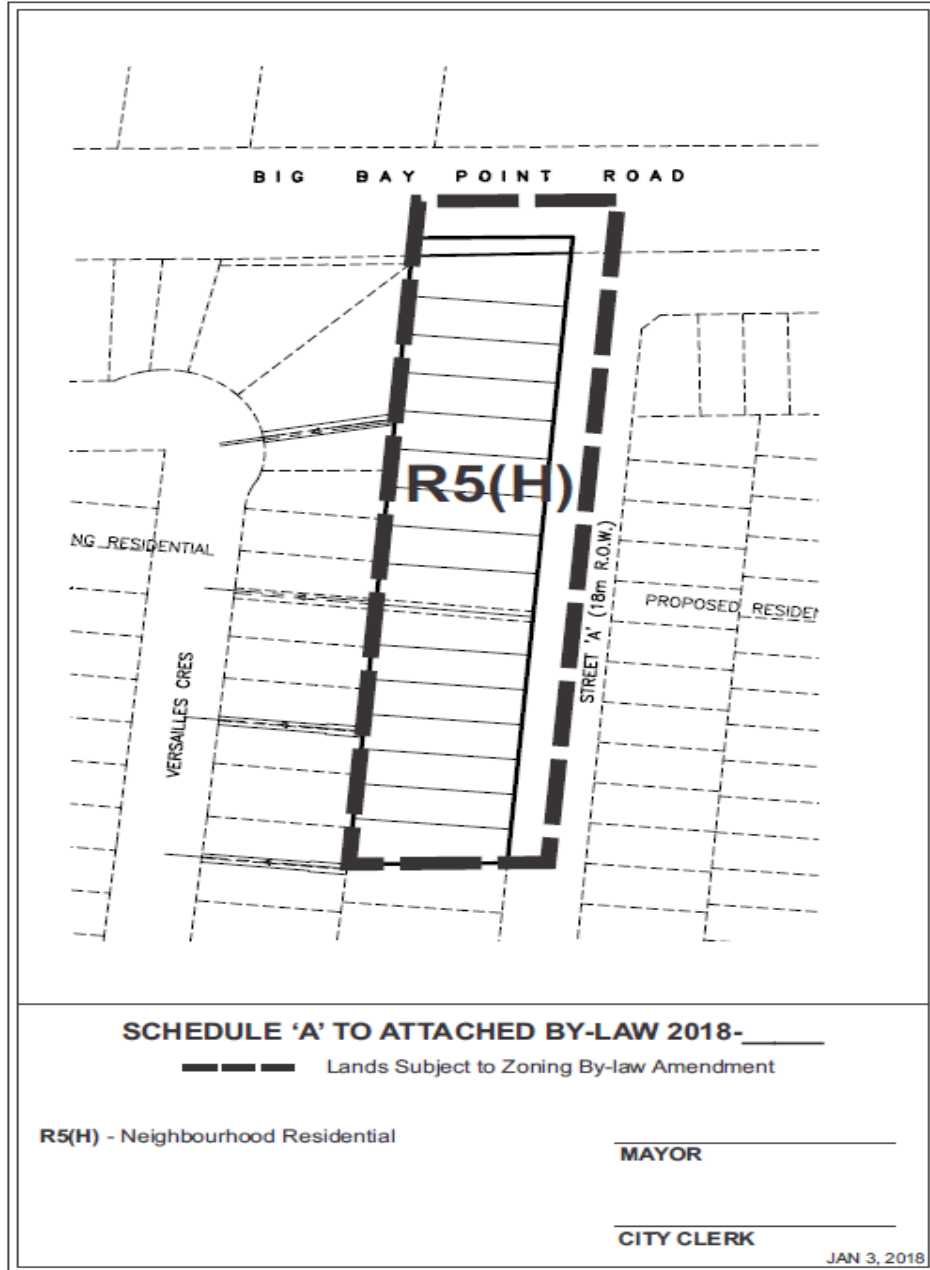 BIG BAY POINT ROAD
R5(H)
NG RESIDENTIAL
PROPOSED RESIDEN
STREET 'A' (18m R.O.W.)
VERSAILLES CRES
SCHEDULE ‘A’ TO ATTACHED BY-LAW 2018-_____
Lands Subject to Zoning By-law Amendment
R5(H) - Neighbourhood Residential
MAYOR
CITY CLERK
JAN 3, 2018